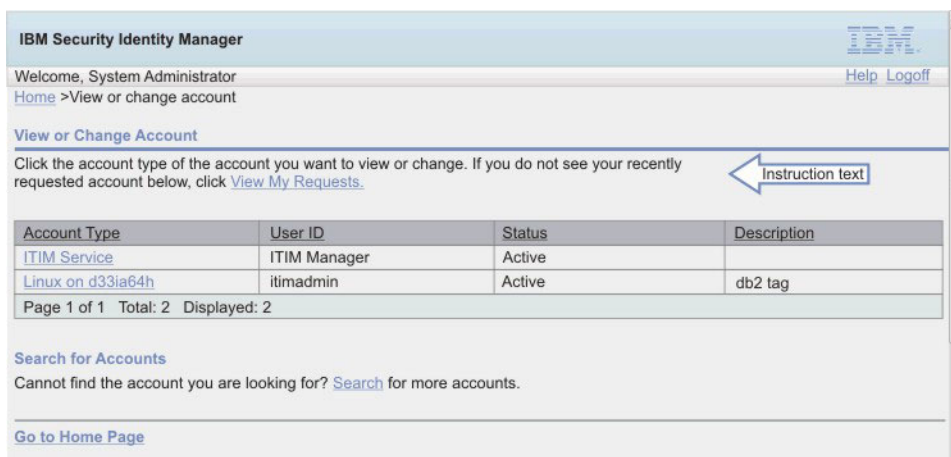 IBM Security Identity Manager
IBM.
Welcome, System Administrator
Help Logoff
Home >View or change account
View or Change Account
Click the account type of the account you want to view or change. If you do not see your recently
requested account below, click View My Requests.
Instruction text
Account Type User ID Status Description
ITIM Service ITIM Manager Active
Linux on d33ia64h itimadmin Active db2 tag
Page 1 of 1 Total: 2 Displayed: 2
Search for Accounts
Cannot find the account you are looking for? Search for more accounts.
Go to Home Page